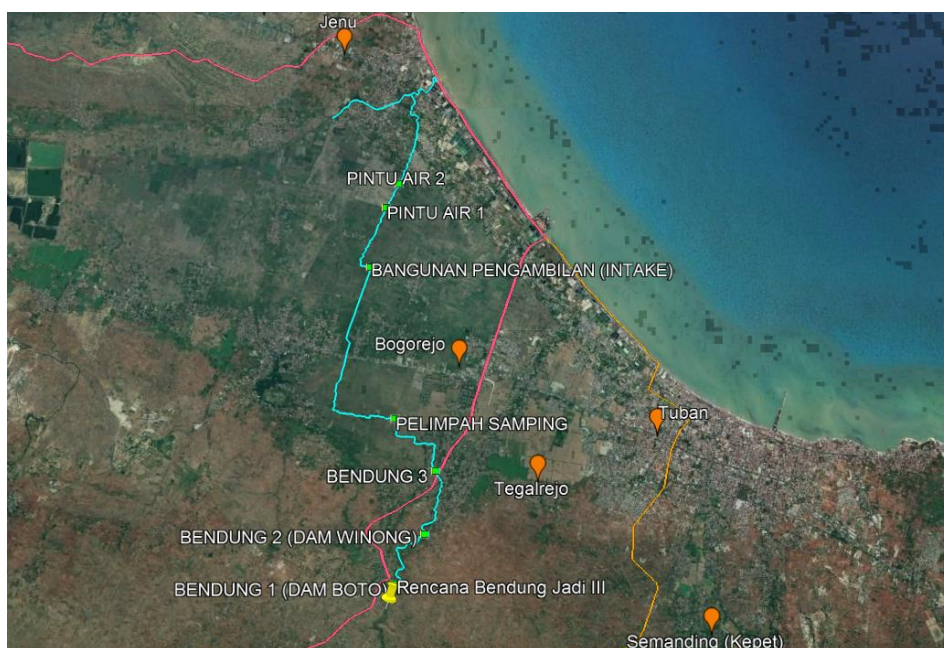 Jenu
PINTU AIR 2
PINTU AIR 1
BANGUNAN PENGAMBILAN (INTAKE)
Bogorejo
PELIMPAH SAMPING
Tuban
BENDUNG 3
Tegalrejo
BENDUNG 2 (DAM WINONG)
BENDUNG 1 (DAM BOTO)
Rencana Bendung Jadi III
Semanding (Kepet)